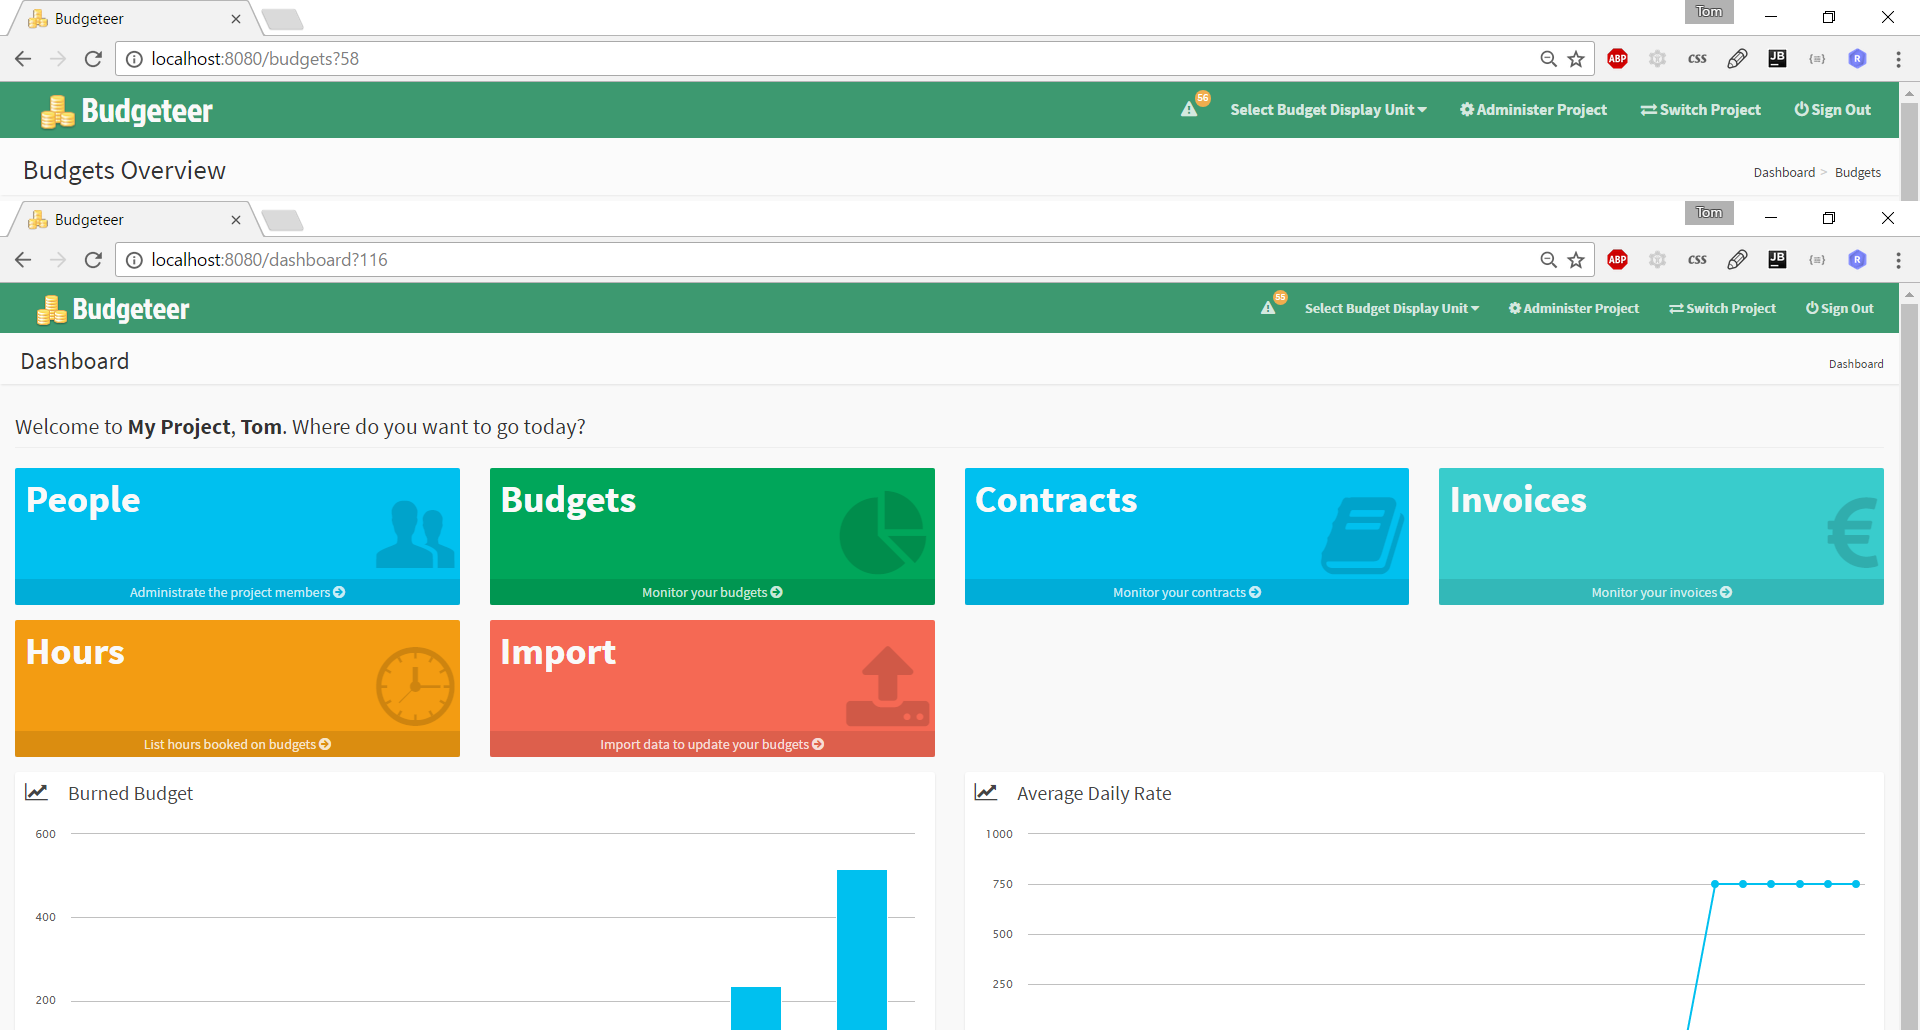 Budgeteer
Tom
localhost:8080/budgets?58
ABP
CSS
JB
R
Budgeteer
56
Select Budget Display Unit
Administer Project
Switch Project
Sign Out
Budgets Overview
Dashboard > Budgets
Budgeteer
Tom
localhost:8080/dashboard?116
ABP
CSS
JB
R
Budgeteer
55
Select Budget Display Unit
Administer Project
Switch Project
Sign Out
Dashboard
Dashboard
Welcome to My Project, Tom. Where do you want to go today?
People
Administrate the project members
Budgets
Monitor your budgets
Contracts
Monitor your contracts
Invoices
€
Monitor your invoices
Hours
List hours booked on budgets
Import
Import data to update your budgets
Burned Budget
600
400
200
Average Daily Rate
1000
750
500
250